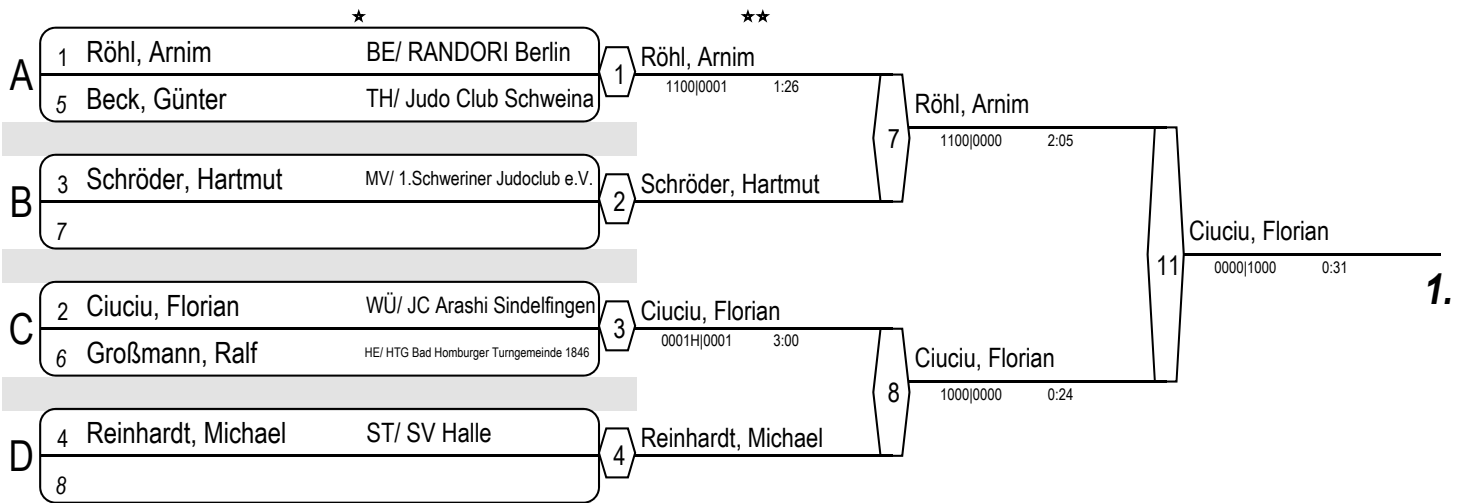 ★ ★★
A
1 Röhl, Arnim BE/ RANDORI Berlin
5 Beck, Günter TH/ Judo Club Schweina
1
Röhl, Arnim
1100|0001 1:26
B
3 Schröder, Hartmut MV/ 1.Schweriner Judoclub e.V.
7
2
Schröder, Hartmut
7
Röhl, Arnim
1100|0000 2:05
C
2 Ciuciu, Florian WÜ/ JC Arashi Sindelfingen
6 Großmann, Ralf HE/ HTG Bad Homburger Turngemeinde 1846
3
Ciuciu, Florian
0001H|0001 3:00
D
4 Reinhardt, Michael ST/ SV Halle
8
4
Reinhardt, Michael
8
Ciuciu, Florian
1000|0000 0:24
11
Ciuciu, Florian
0000|1000 0:31
1.